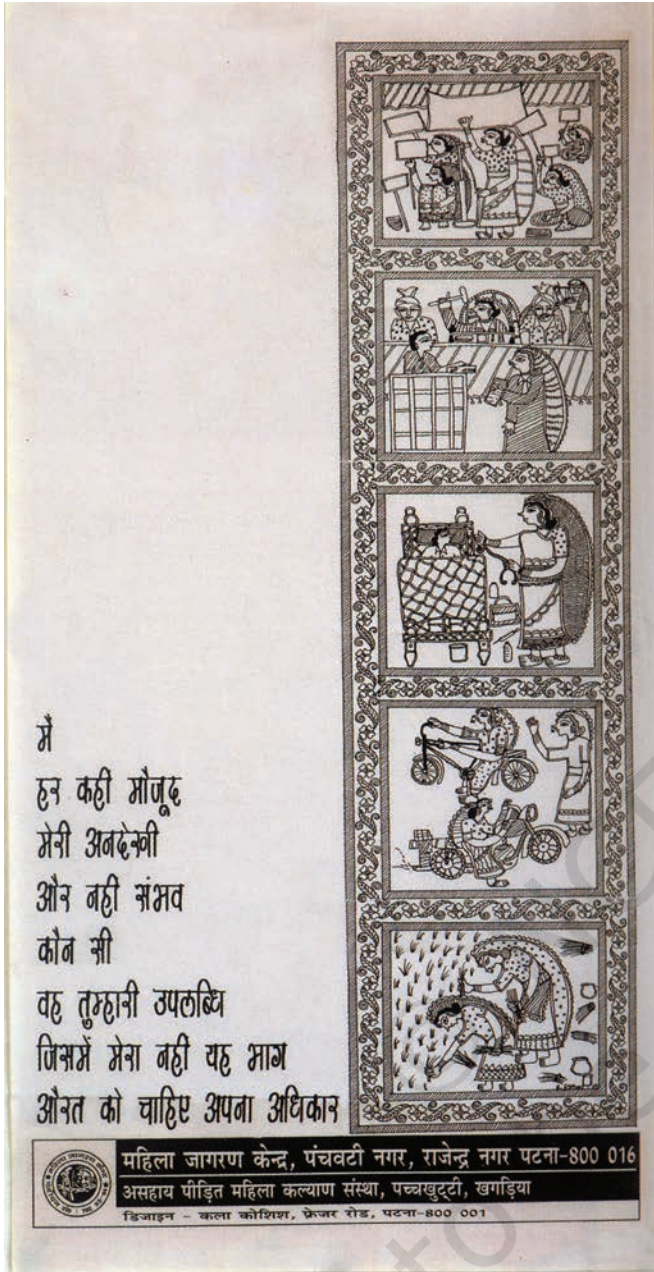 मैं
हर कहीं मौजूद
मेरी अनदेखी
और नहीं संभव
कौन सी
वह तुम्हारी उपलब्धि
जिसमें मेरा नहीं यह भाग
औरत को चाहिए अपना अधिकार
महिला जागरण केन्द्र, पंचवटी नगर, राजेन्द्र नगर पटना-800 016
असहाय पीड़ित महिला कल्याण संस्था, पच्चखुट्टी, खगड़िया
डिजाइन - कला कोशिश, फ्रेजर रोड, पटना-800 001